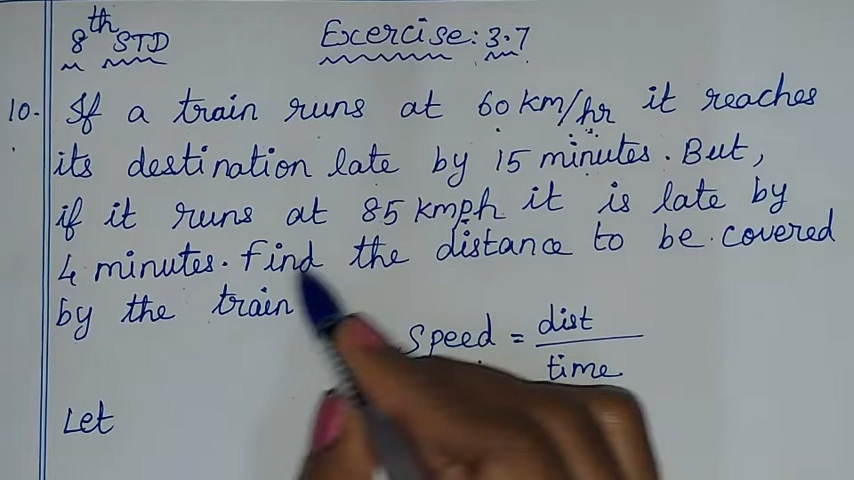 8th STD Exercise: 3.7
10. If a train runs at 60 km/hr it reaches
its destination late by 15 minutes. But,
if it runs at 85 kmph it is late by
4 minutes. Find the distance to be covered
by the train
Speed = dist / time
Let